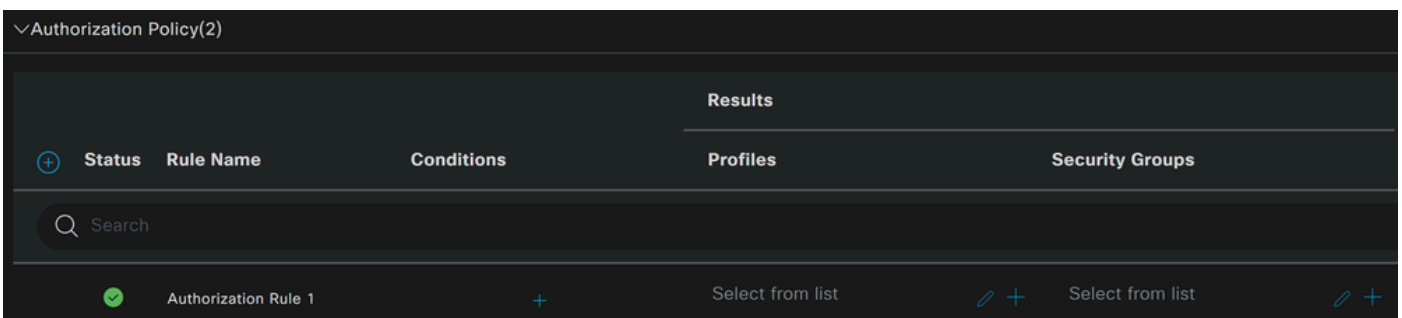 Authorization Policy(2)
Results
Status Rule Name Conditions Profiles Security Groups
Search
Authorization Rule 1 Select from list Select from list